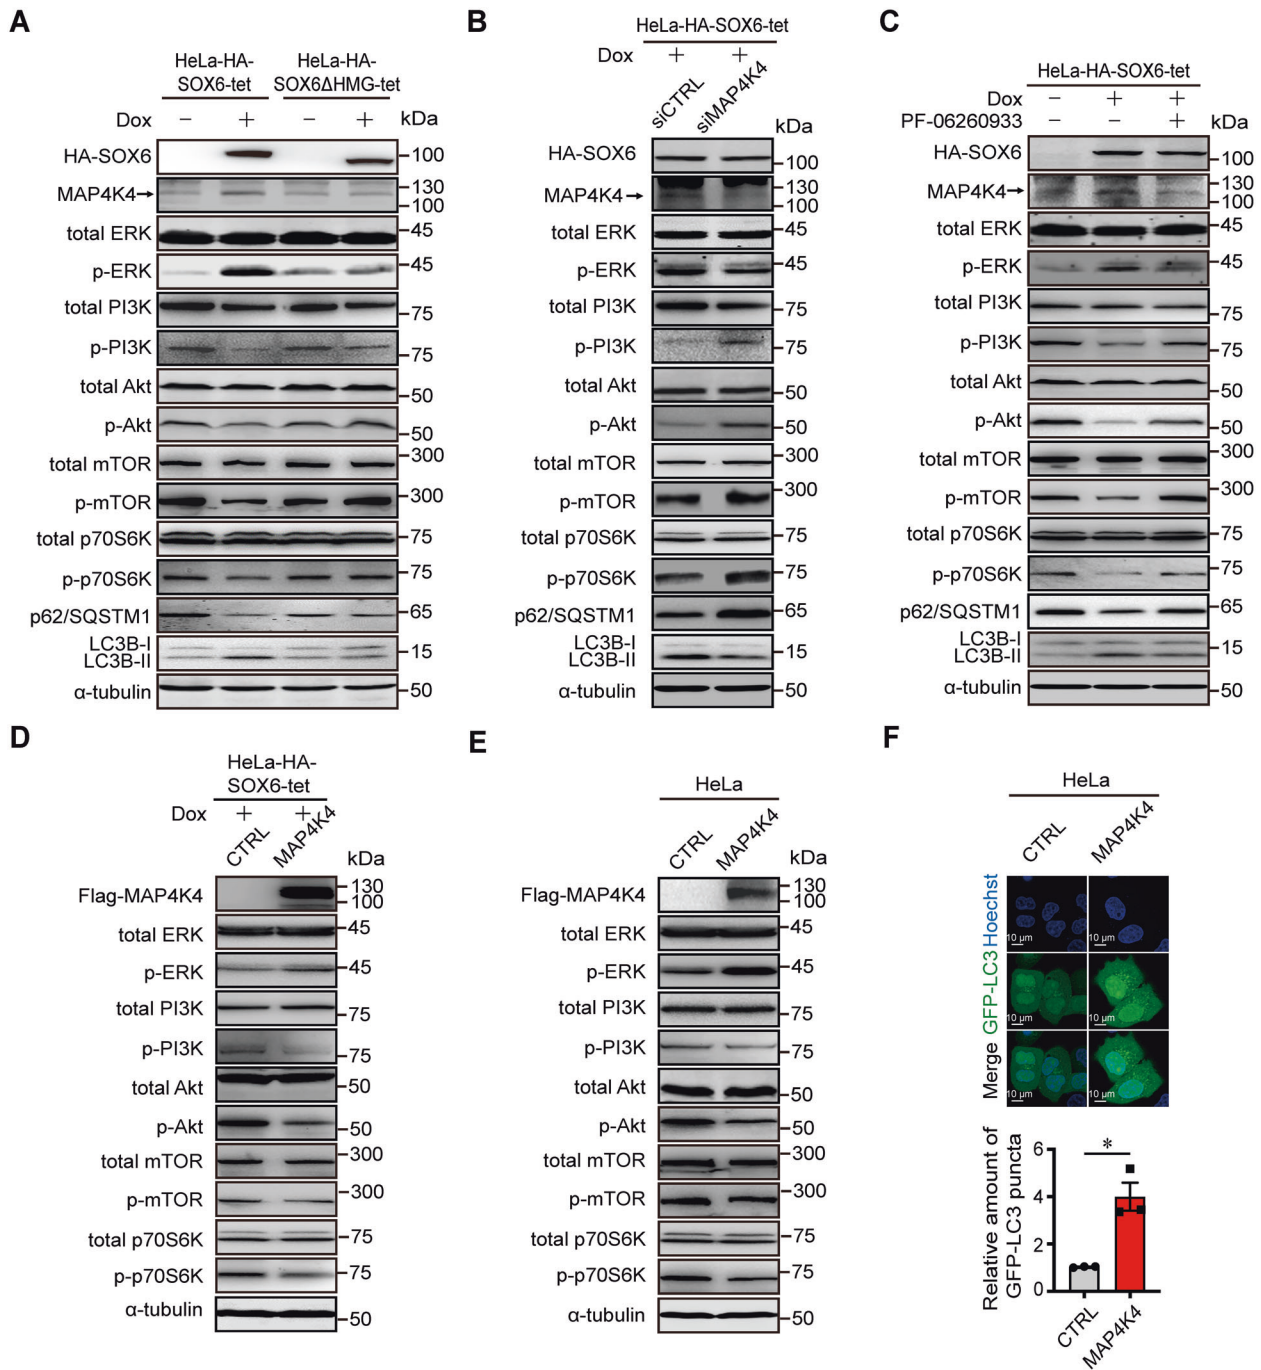 A
HeLa-HA-
SOX6-tet
HeLa-HA-
SOX6ΔHMG-tet
Dox − + − + kDa
HA-SOX6 100
MAP4K4 130
100
total ERK 45
p-ERK 45
total PI3K 75
p-PI3K 75
total Akt 50
p-Akt 50
total mTOR 300
p-mTOR 300
total p70S6K 75
p-p70S6K 75
p62/SQSTM1 65
LC3B-I
LC3B-II 15
α-tubulin 50
B
HeLa-HA-SOX6-tet
Dox + +
siCTRL siMAP4K4
kDa
HA-SOX6 100
MAP4K4 130
100
total ERK 45
p-ERK 45
total PI3K 75
p-PI3K 75
total Akt 50
p-Akt 50
total mTOR 300
p-mTOR 300
total p70S6K 75
p-p70S6K 75
p62/SQSTM1 65
LC3B-I
LC3B-II 15
α-tubulin 50
C
HeLa-HA-SOX6-tet
Dox − + +
PF-06260933 − − + kDa
HA-SOX6 100
MAP4K4 130
100
total ERK 45
p-ERK 45
total PI3K 75
p-PI3K 75
total Akt 50
p-Akt 50
total mTOR 300
p-mTOR 300
total p70S6K 75
p-p70S6K 75
p62/SQSTM1 65
LC3B-I
LC3B-II 15
α-tubulin 50
D
HeLa-HA-
SOX6-tet
Dox + +
CTRL MAP4K4
kDa
Flag-MAP4K4 130
100
total ERK 45
p-ERK 45
total PI3K 75
p-PI3K 75
total Akt 50
p-Akt 50
total mTOR 300
p-mTOR 300
total p70S6K 75
p-p70S6K 75
α-tubulin 50
E
HeLa
CTRL MAP4K4
kDa
Flag-MAP4K4 130
100
total ERK 45
p-ERK 45
total PI3K 75
p-PI3K 75
total Akt 50
p-Akt 50
total mTOR 300
p-mTOR 300
total p70S6K 75
p-p70S6K 75
α-tubulin 50
F
HeLa
CTRL MAP4K4
Hoechst
10 μm 10 μm
GFP-LC3
10 μm 10 μm
Merge
10 μm 10 μm
Relative amount of
GFP-LC3 puncta
6
4
2
0
*
CTRL
MAP4K4